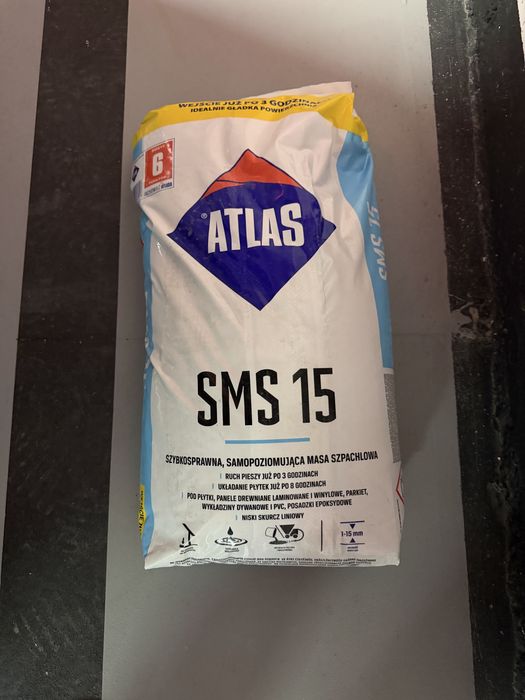 WEJŚCIE JUŻ PO 3 GODZINACH
IDEALNIE GŁADKA POWIERZCHNIA
6
® ATLAS
SMS 15
SMS 15
SZYBKOSPRAWNA, SAMOPOZIOMUJĄCA MASA SZPACHLOWA
RUCH PIESZY JUŻ PO 3 GODZINACH
UKŁADANIE PŁYTEK JUŻ PO 8 GODZINACH
POD PŁYTKI, PANELE DREWNIANE LAMINOWANE I WINYLOWE, PARKIET,
WYKŁADZINY DYWANOWE I PVC, POSADZKI EPOKSYDOWE
NISKI SKURCZ LINIOWY
1-15 mm